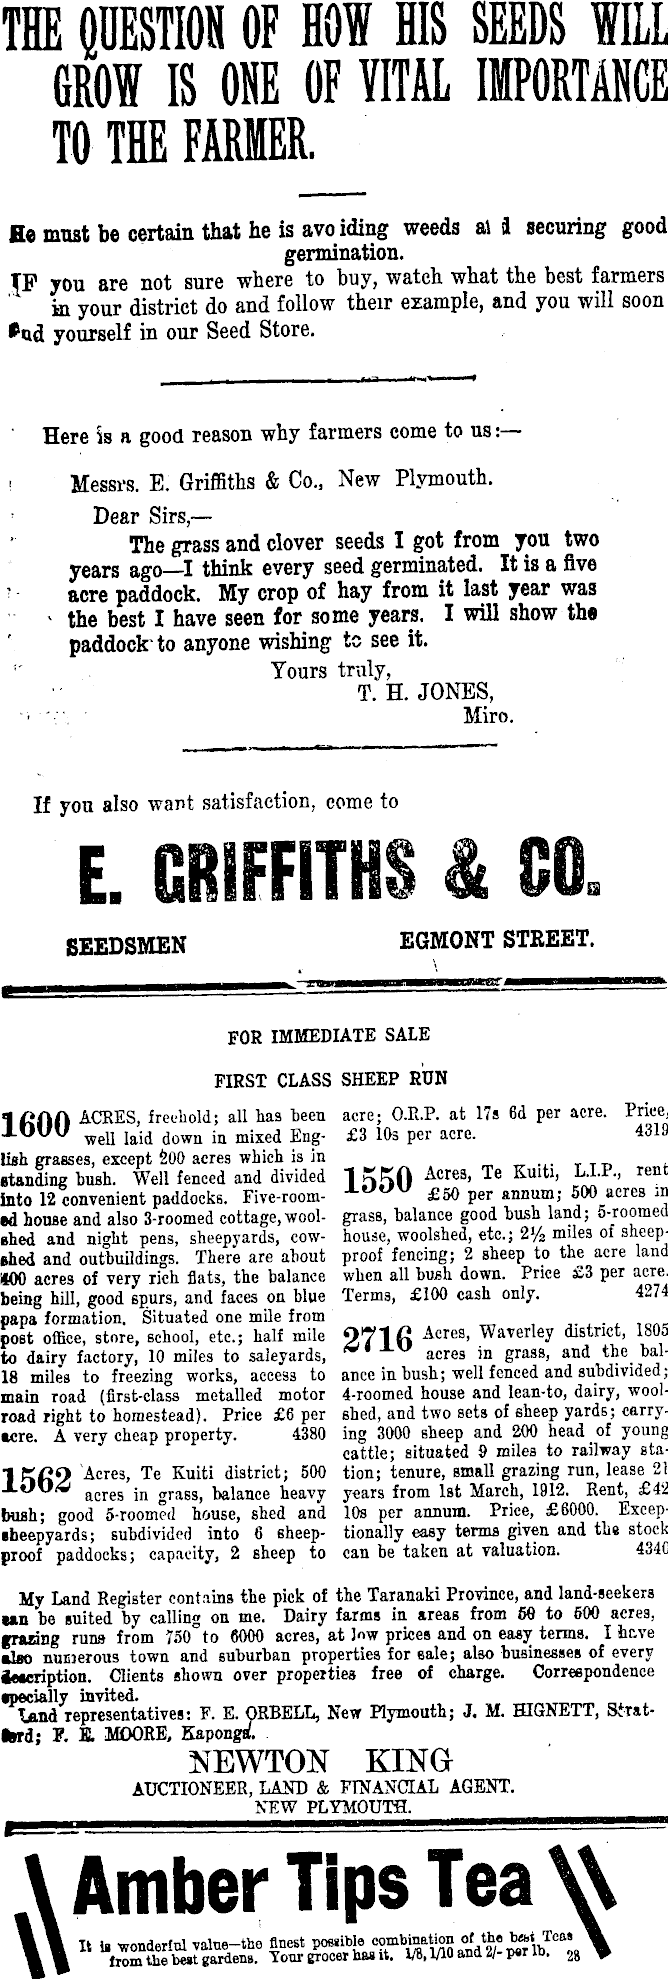 THE QUESTION OF HOW HIS SEEDS WILL
GROW IS ONE OF VITAL IMPORTANCE
TO THE FARMER.
He must be certain that he is avoiding weeds and securing good
germination.
IF you are not sure where to buy, watch what the best farmers
in your district do and follow their example, and you will soon
find yourself in our Seed Store.
Here is a good reason why farmers come to us:—
Messrs. E. Griffiths & Co., New Plymouth.
Dear Sirs,—
The grass and clover seeds I got from you two
years ago—I think every seed germinated. It is a five
acre paddock. My crop of hay from it last year was
the best I have seen for some years. I will show the
paddock to anyone wishing to see it.
Yours truly,
T. H. JONES,
Miro.
If you also want satisfaction, come to
E. GRIFFITHS & CO.
SEEDSMEN EGMONT STREET.
FOR IMMEDIATE SALE
FIRST CLASS SHEEP RUN
1600 ACRES, freehold; all has been
well laid down in mixed Eng-
lish grasses, except 200 acres which is in
standing bush. Well fenced and divided
into 12 convenient paddocks. Five-room-
ed house and also 3-roomed cottage, wool-
shed and night pens, sheepyards, cow-
shed and outbuildings. There are about
400 acres of very rich flats, the balance
being hill, good spurs, and faces on blue
papa formation. Situated one mile from
post office, store, school, etc.; half mile
to dairy factory, 10 miles to saleyards,
18 miles to freezing works, access to
main road (first-class metalled motor
road right to homestead). Price £6 per
acre. A very cheap property. 4380
1562 Acres, Te Kuiti district; 500
acres in grass, balance heavy
bush; good 5-roomed house, shed and
sheepyards; subdivided into 6 sheep-
proof paddocks; capacity, 2 sheep to
acre; O.R.P. at 17s 6d per acre. Price,
£3 10s per acre. 4319
1550 Acres, Te Kuiti, L.I.P., rent
£50 per annum; 500 acres in
grass, balance good bush land; 5-roomed
house, woolshed, etc.; 2½ miles of sheep-
proof fencing; 2 sheep to the acre land
when all bush down. Price £3 per acre.
Terms, £100 cash only. 4274
2716 Acres, Waverley district, 1805
acres in grass, and the bal-
ance in bush; well fenced and subdivided;
4-roomed house and lean-to, dairy, wool-
shed, and two sets of sheep yards; carry-
ing 3000 sheep and 200 head of young
cattle; situated 9 miles to railway sta-
tion; tenure, small grazing run, lease 21
years from 1st March, 1912. Rent, £42
10s per annum. Price, £6000. Excep-
tionally easy terms given and the stock
can be taken at valuation. 4340
My Land Register contains the pick of the Taranaki Province, and land-seekers
can be suited by calling on me. Dairy farms in areas from 50 to 500 acres,
grazing runs from 750 to 6000 acres, at low prices and on easy terms. I have
also numerous town and suburban properties for sale; also businesses of every
description. Clients shown over properties free of charge. Correspondence
specially invited.
Land representatives: F. E. ORBELL, New Plymouth; J. M. HIGNETT, Strat-
ford; F. E. MOORE, Kaponga.
NEWTON KING
AUCTIONEER, LAND & FINANCIAL AGENT.
NEW PLYMOUTH.
Amber Tips Tea
It is wonderful value—the finest possible combination of the best Teas
from the best gardens. Your grocer has it. 1/8, 1/10 and 2/- per lb. 28